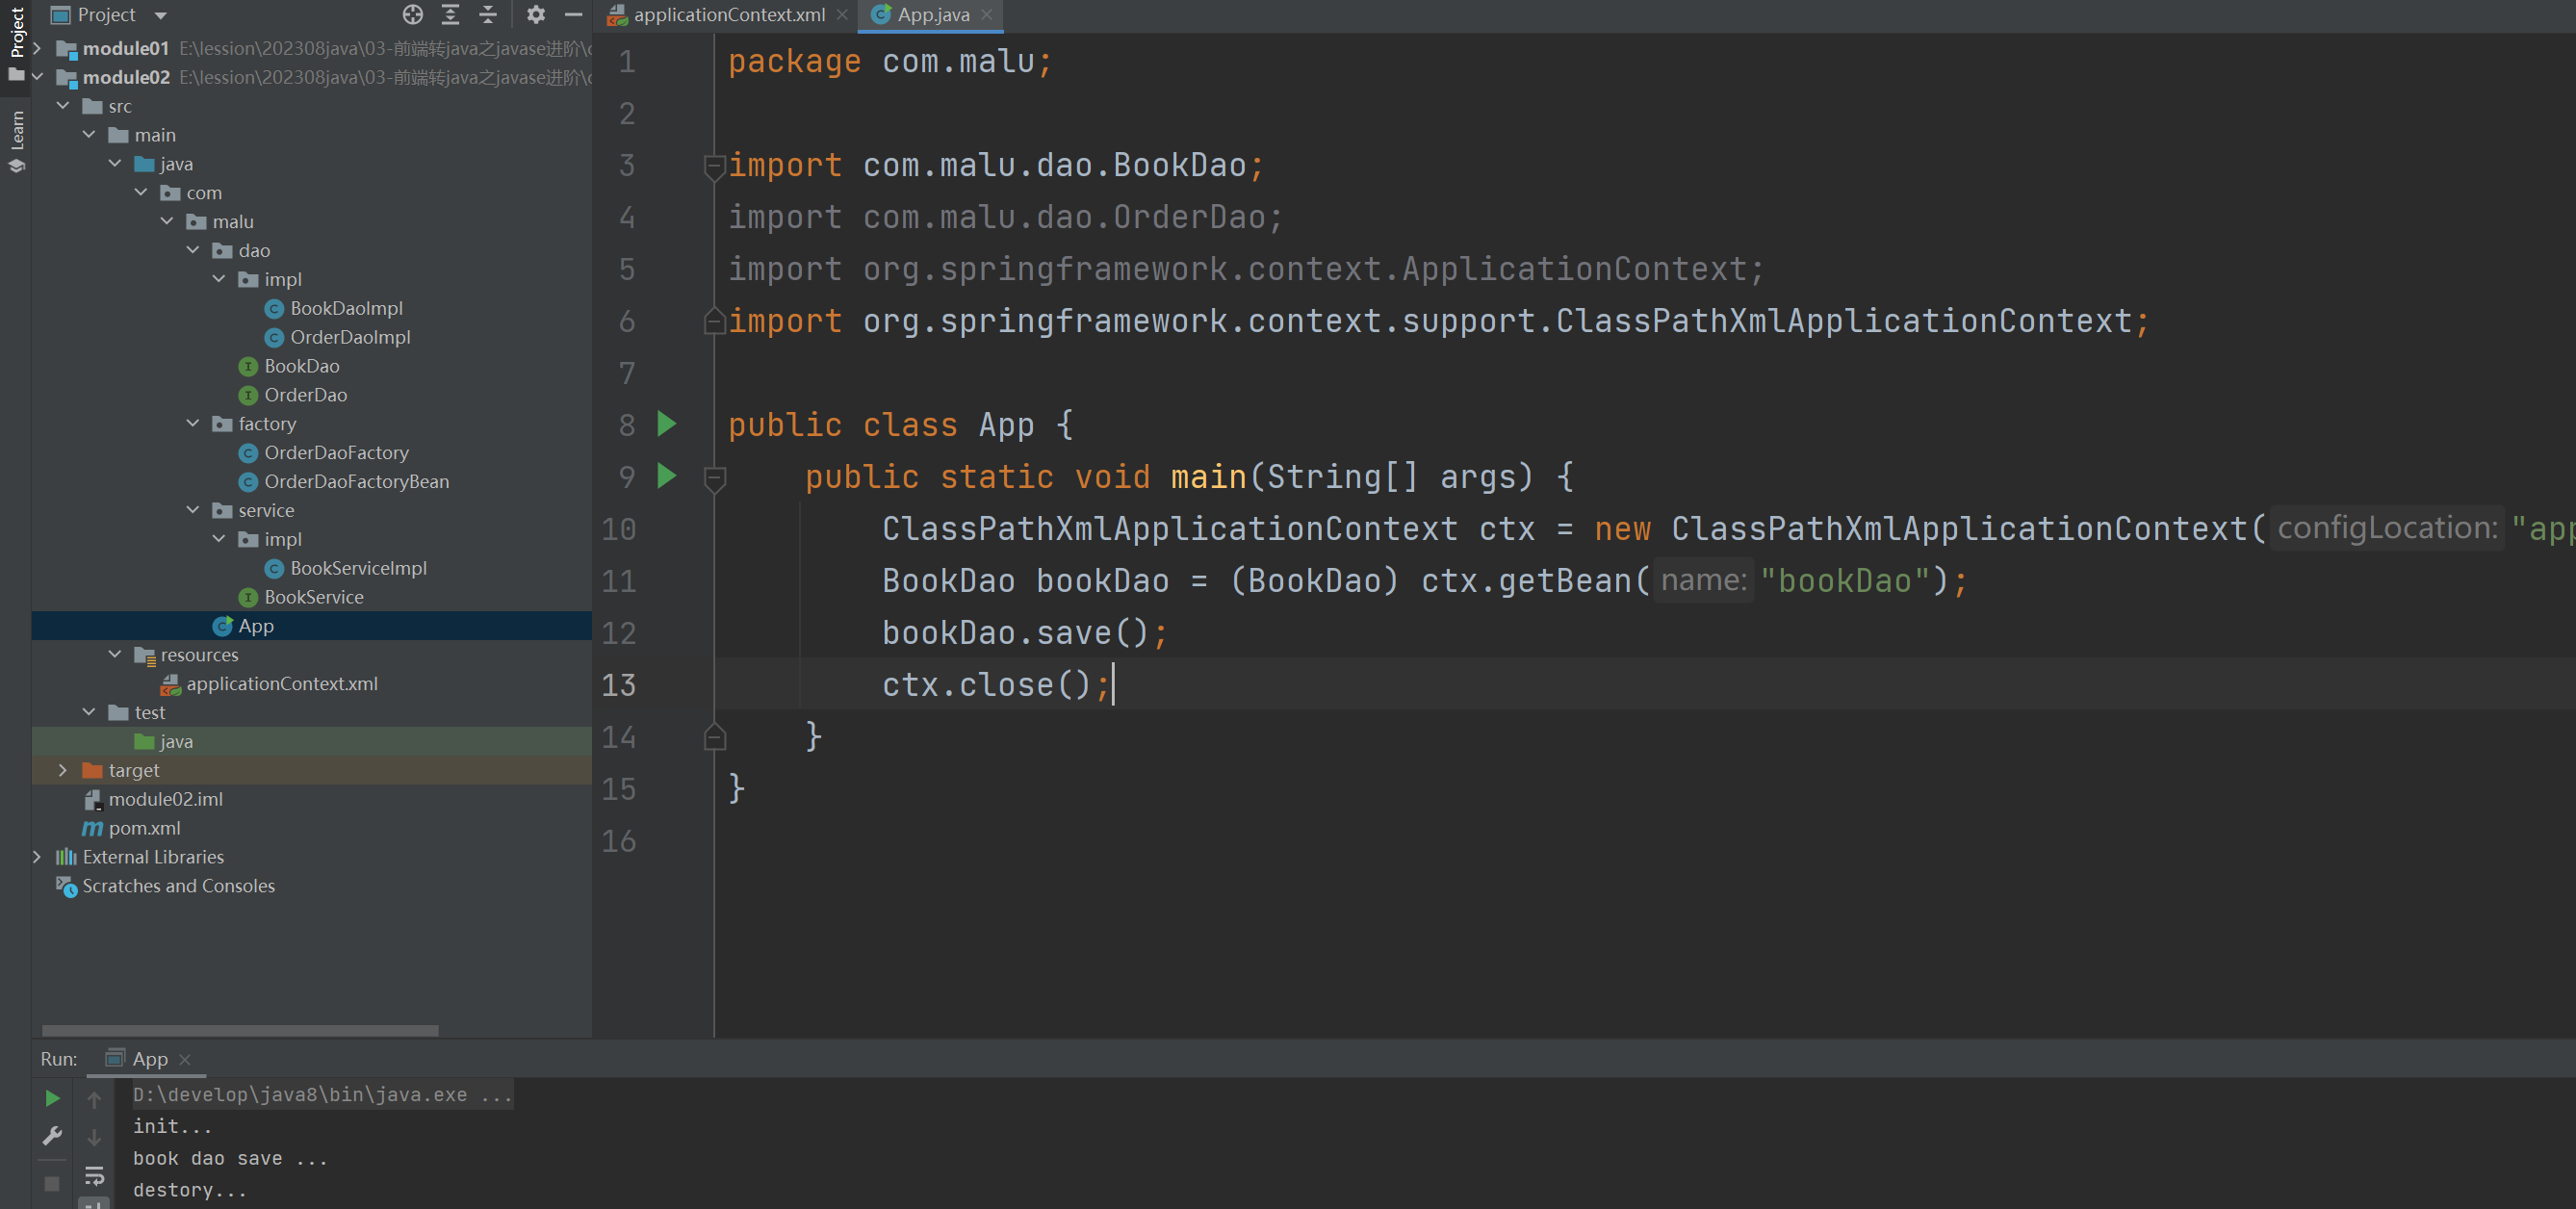 Project
Learn
Project
module01 E:\lession\202308java\03-前端转java之javase进阶\
module02 E:\lession\202308java\03-前端转java之javase进阶\
src
main
java
com
malu
dao
impl
BookDaoImpl
OrderDaoImpl
BookDao
OrderDao
factory
OrderDaoFactory
OrderDaoFactoryBean
service
impl
BookServiceImpl
BookService
App
resources
applicationContext.xml
test
java
target
module02.iml
pom.xml
External Libraries
Scratches and Consoles
applicationContext.xml
App.java
1 package com.malu;
2
3 import com.malu.dao.BookDao;
4 import com.malu.dao.OrderDao;
5 import org.springframework.context.ApplicationContext;
6 import org.springframework.context.support.ClassPathXmlApplicationContext;
7
8 public class App {
9 public static void main(String[] args) {
10 ClassPathXmlApplicationContext ctx = new ClassPathXmlApplicationContext( configLocation: "app
11 BookDao bookDao = (BookDao) ctx.getBean( name: "bookDao");
12 bookDao.save();
13 ctx.close();
14 }
15 }
16
Run: App
D:\develop\java8\bin\java.exe ...
init...
book dao save ...
destory...